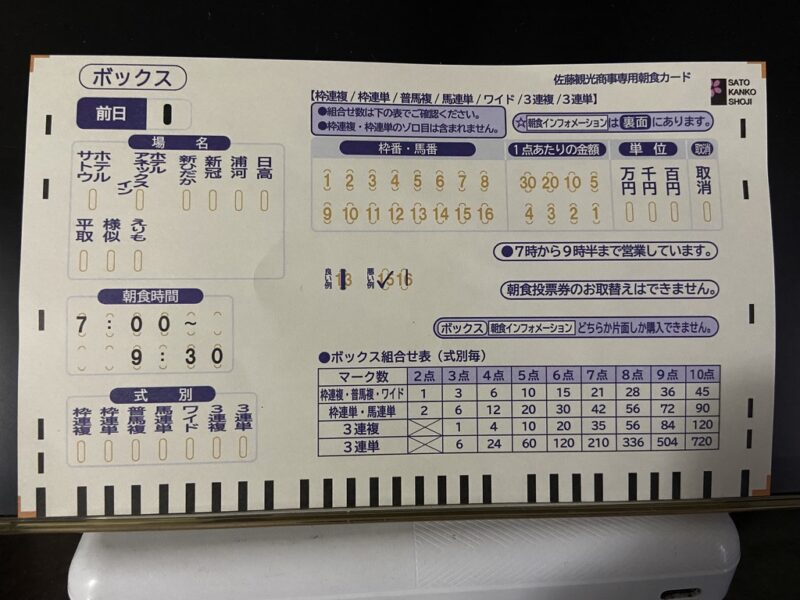 ボックス
佐藤観光商事専用朝食カード
SATO
KANKO
SHOJI
前日
【枠連複/枠連単/普馬複/馬連単/ワイド/3連複/3連単】
●組合せ数は下の表でご確認ください。
●枠連複・枠連単のゾロ目は含まれません。
☆朝食インフォメーションは裏面にあります。
場名
ホテルサトウ
ホテルアネックスイン
新ひだか
新冠
浦河
日高
平取
様似
えりも
枠番・馬番
1 2 3 4 5 6 7 8
9 10 11 12 13 14 15 16
1点あたりの金額
30 20 10 5
4 3 2 1
単位
万円
千円
百円
取消
取消
●7時から9時半まで営業しています。
良い例
13
悪い例
15 16
朝食投票券のお取替えはできません。
朝食時間
7:00~
9:30
ボックス 朝食インフォメーション どちらか片面しか購入できません。
式別
枠連複
枠連単
普馬複
馬連単
ワイド
3連複
3連単
●ボックス組合せ表(式別毎)
マーク数 2点 3点 4点 5点 6点 7点 8点 9点 10点
枠連複・普馬複・ワイド 1 3 6 10 15 21 28 36 45
枠連単・馬連単 2 6 12 20 30 42 56 72 90
3連複 1 4 10 20 35 56 84 120
3連単 6 24 60 120 210 336 504 720